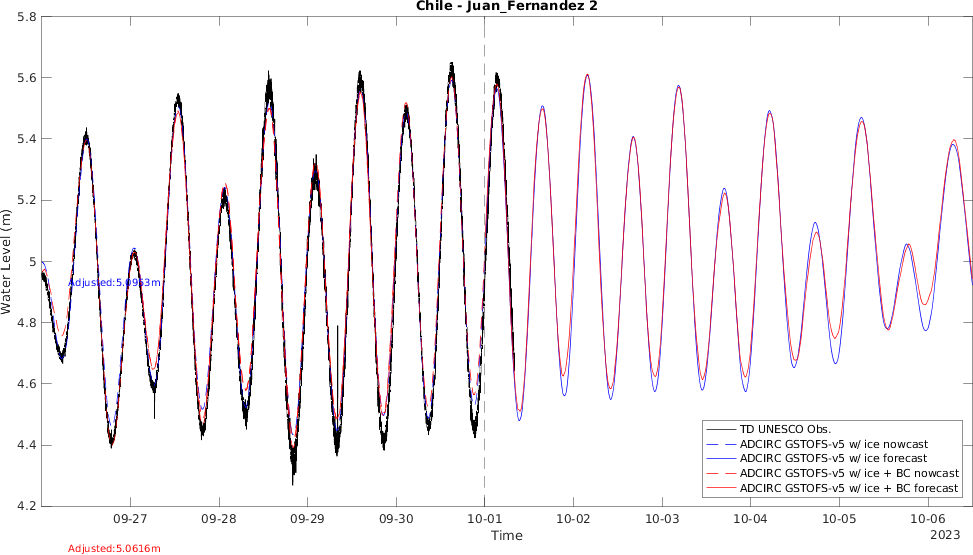 Chile - Juan_Fernandez 2
5.8
5.6
5.4
5.2
5
4.8
4.6
4.4
4.2
Water Level (m)
Adjusted:5.0953m
TD UNESCO Obs.
ADCIRC GSTOFS-v5 w/ ice nowcast
ADCIRC GSTOFS-v5 w/ ice forecast
ADCIRC GSTOFS-v5 w/ ice + BC nowcast
ADCIRC GSTOFS-v5 w/ ice + BC forecast
09-27 09-28 09-29 09-30 10-01 10-02 10-03 10-04 10-05 10-06
Time
2023
Adjusted:5.0616m